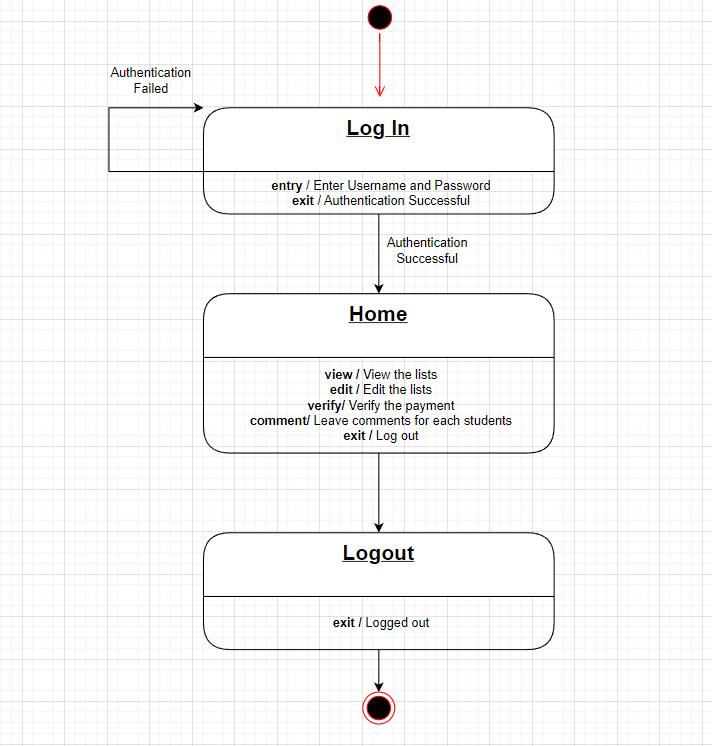 Authentication
Failed
Log In
entry / Enter Username and Password
exit / Authentication Successful
Authentication
Successful
Home
view / View the lists
edit / Edit the lists
verify/ Verify the payment
comment/ Leave comments for each students
exit / Log out
Logout
exit / Logged out